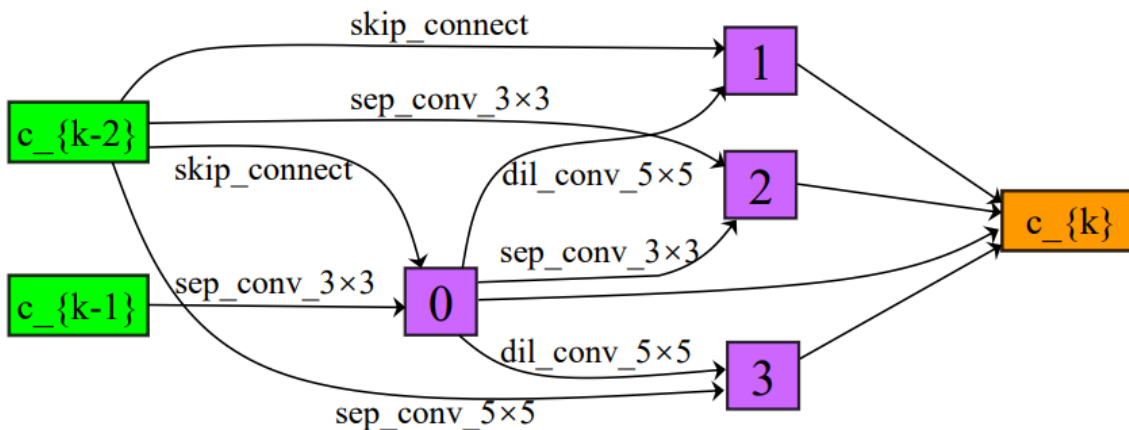 skip_connect
1
sep_conv_3×3
c_{k-2}
skip_connect
dil_conv_5×5
2
c_{k}
sep_conv_3×3
sep_conv_3×3
c_{k-1}
0
dil_conv_5×5
3
sep_conv_5×5